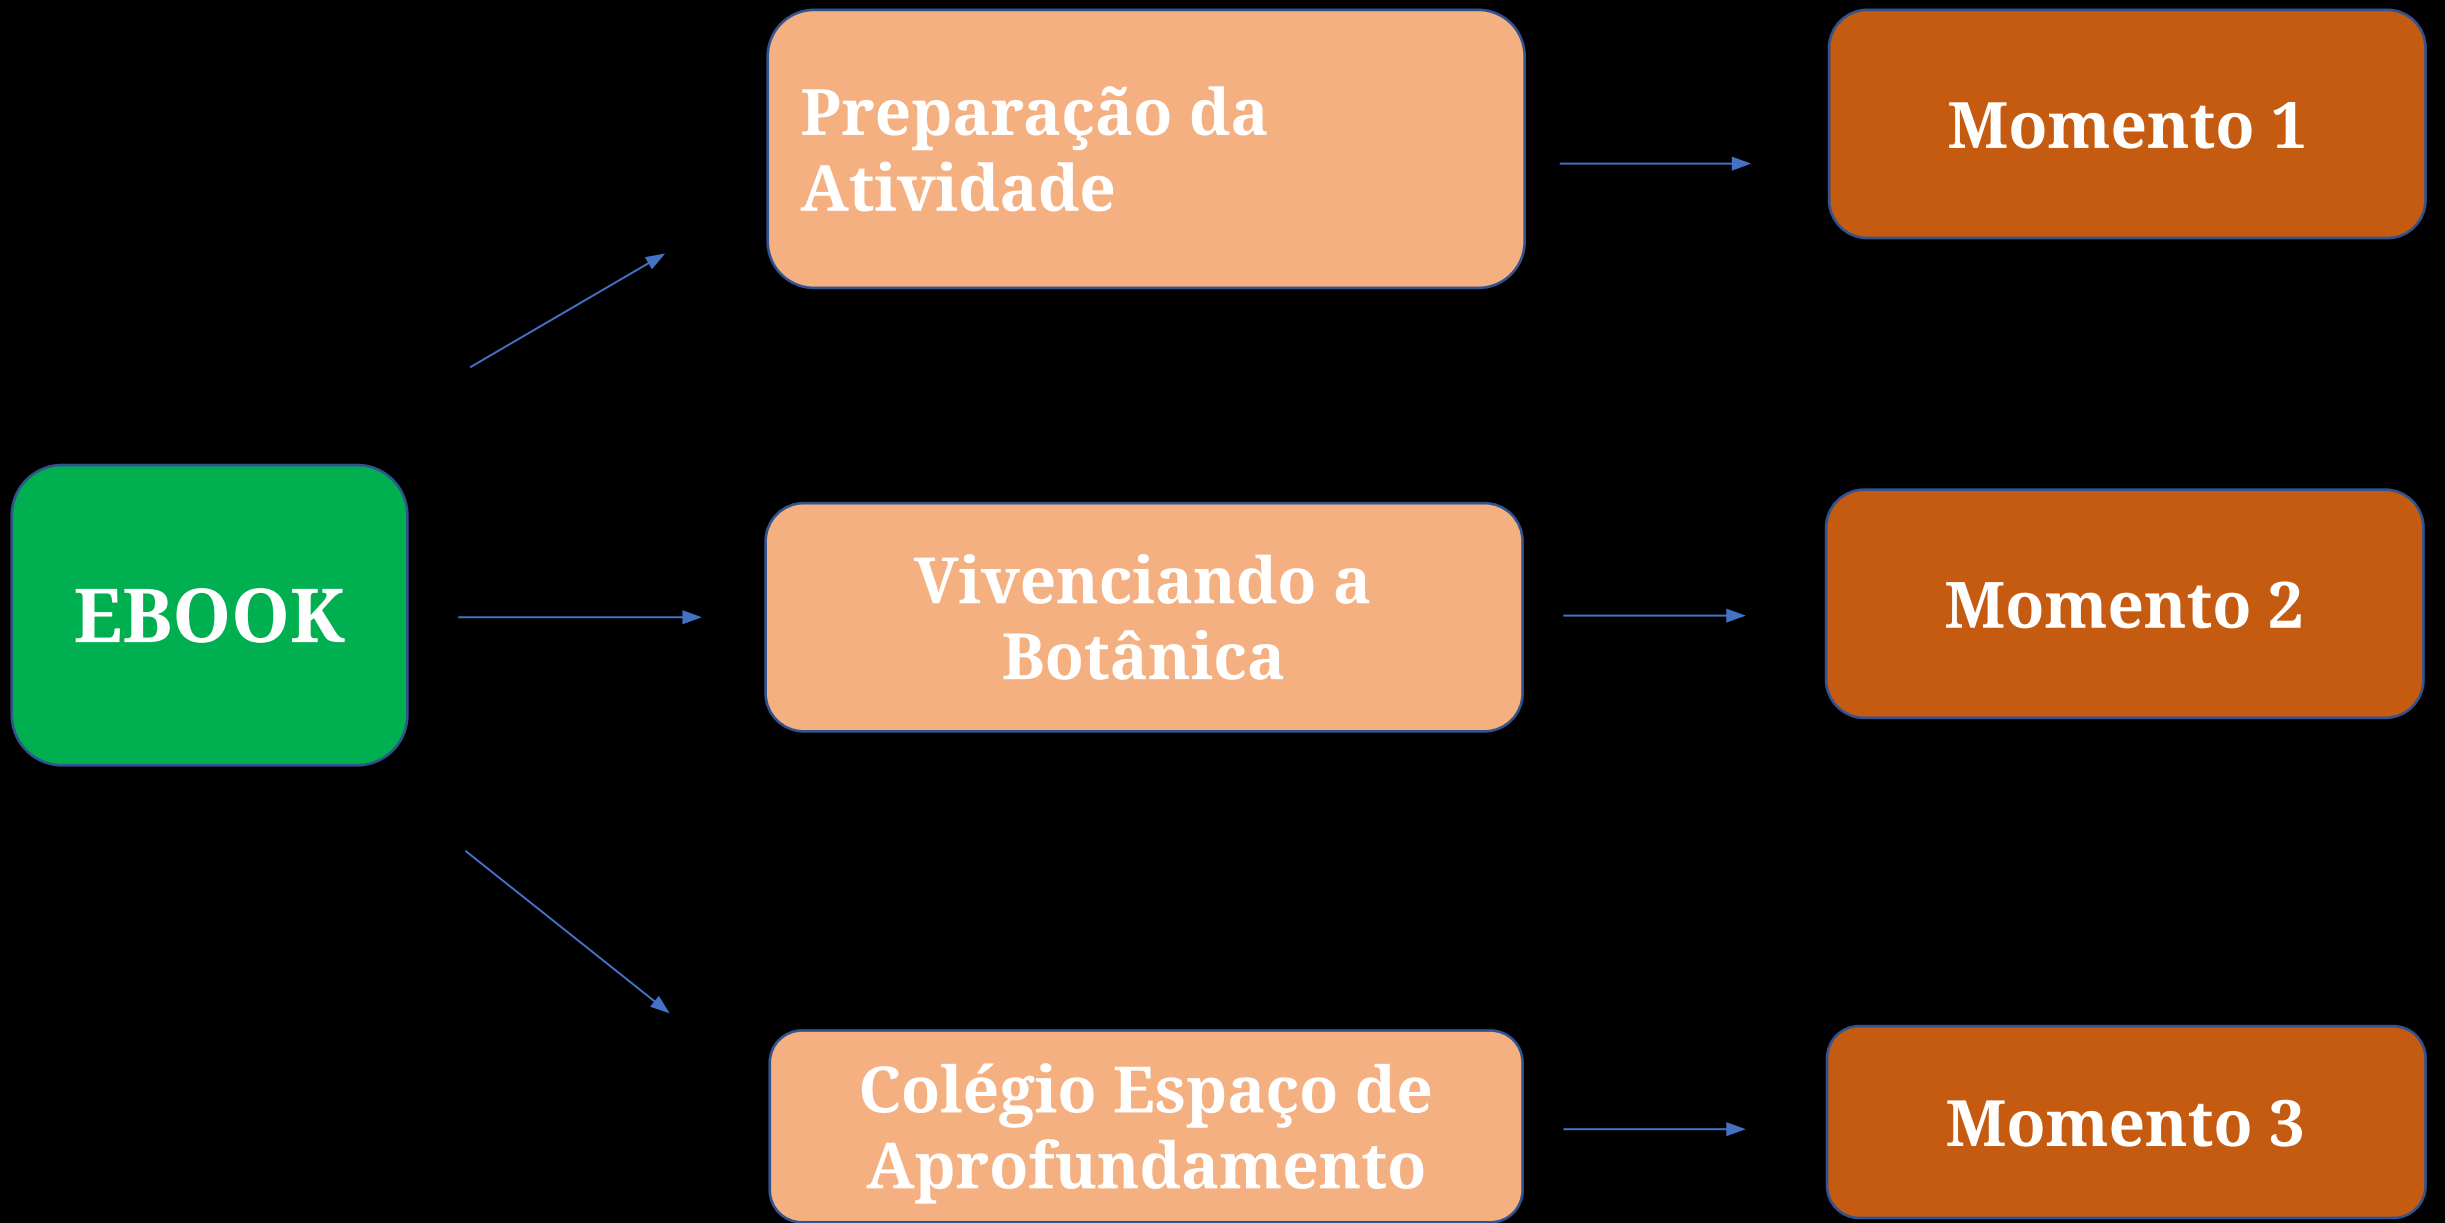 Preparação da
Atividade
Momento 1
EBOOK
Vivenciando a
Botânica
Momento 2
Colégio Espaço de
Aprofundamento
Momento 3